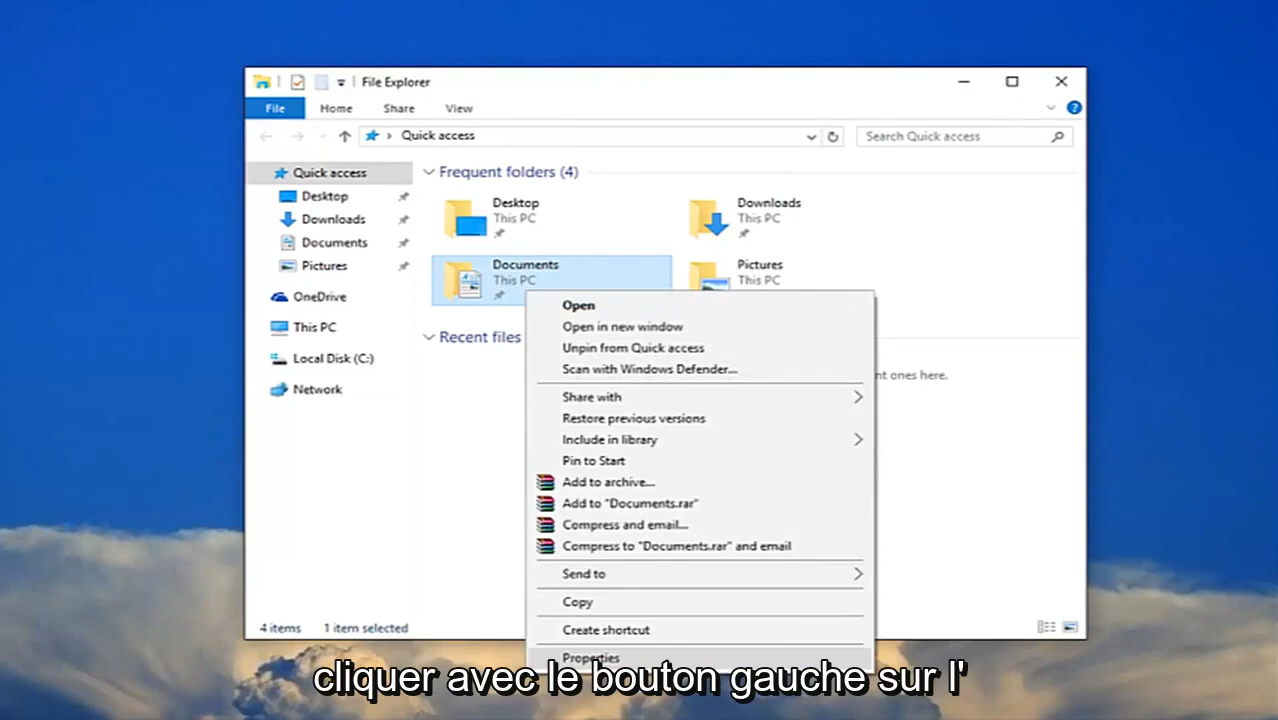 File Explorer
File Home Share View
Quick access
Search Quick access
Quick access
Desktop
Downloads
Documents
Pictures
OneDrive
This PC
Local Disk (C:)
Network
Frequent folders (4)
Desktop
This PC
Downloads
This PC
Documents
This PC
Pictures
This PC
Recent files
nt ones here.
Open
Open in new window
Unpin from Quick access
Scan with Windows Defender...
Share with
Restore previous versions
Include in library
Pin to Start
Add to archive...
Add to "Documents.rar"
Compress and email...
Compress to "Documents.rar" and email
Send to
Copy
Create shortcut
Properties
4 items 1 item selected
cliquer avec le bouton gauche sur l'